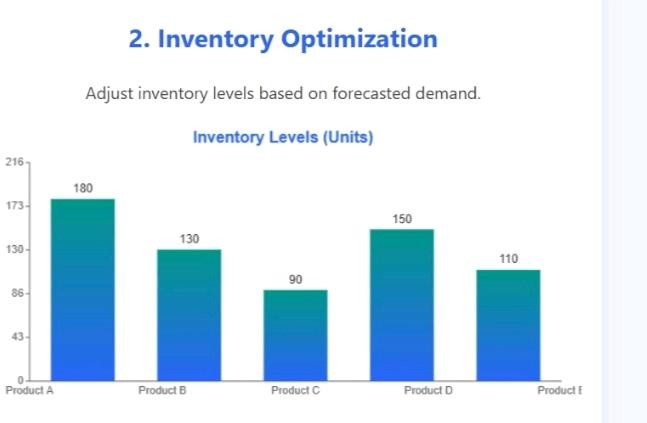 2. Inventory Optimization
Adjust inventory levels based on forecasted demand.
Inventory Levels (Units)
216
180
173
150
130
130
110
90
86
43
0
Product A Product B Product C Product D Product E